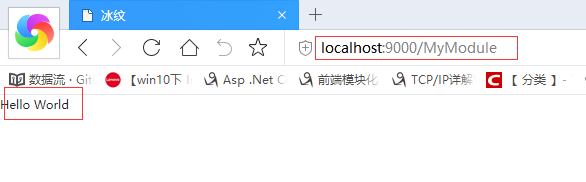 冰纹
localhost:9000/MyModule
数据流 · Git 【win10下 I Asp .Net C 前端模块化 TCP/IP详解 【 分类 】-
Hello World